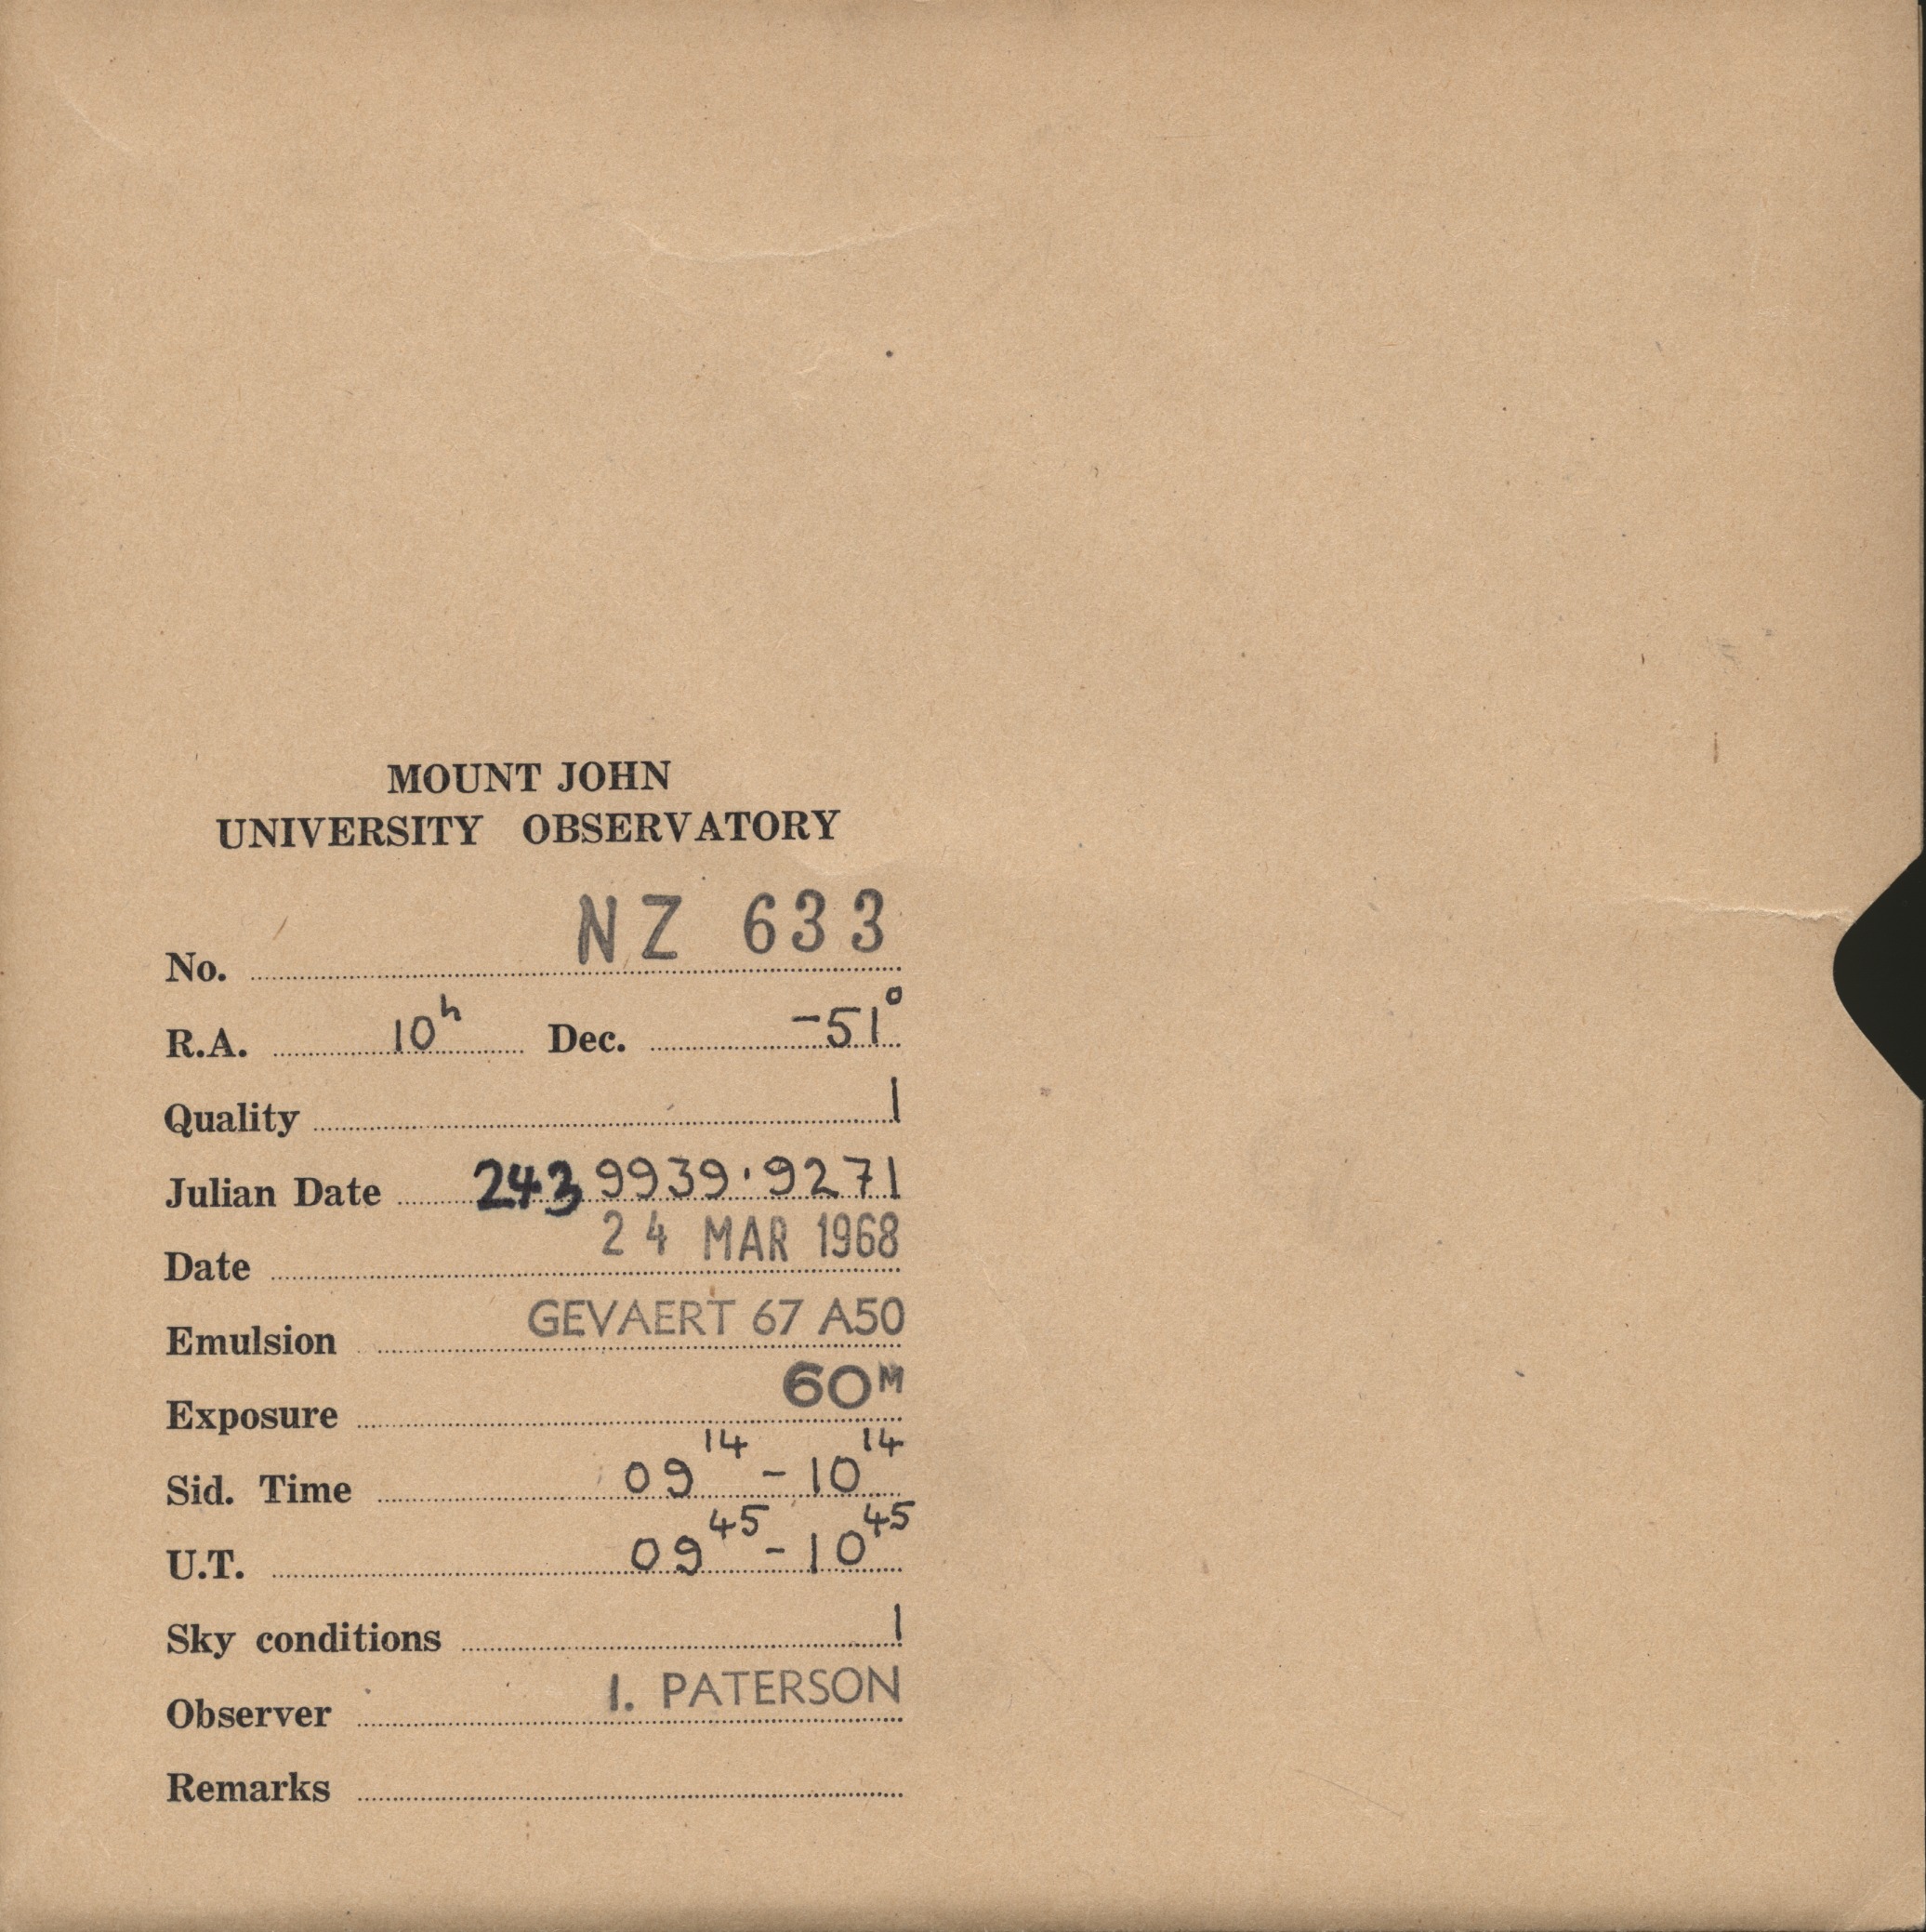 MOUNT JOHN
UNIVERSITY OBSERVATORY
No. NZ 633
R.A. 10h Dec. -51°
Quality 1
Julian Date 2439939.9271
Date 24 MAR 1968
Emulsion GEVAERT 67 A50
Exposure 60M
Sid. Time 09 14 - 10 14
U.T. 09 45 - 10 45
Sky conditions 1
Observer I. PATERSON
Remarks